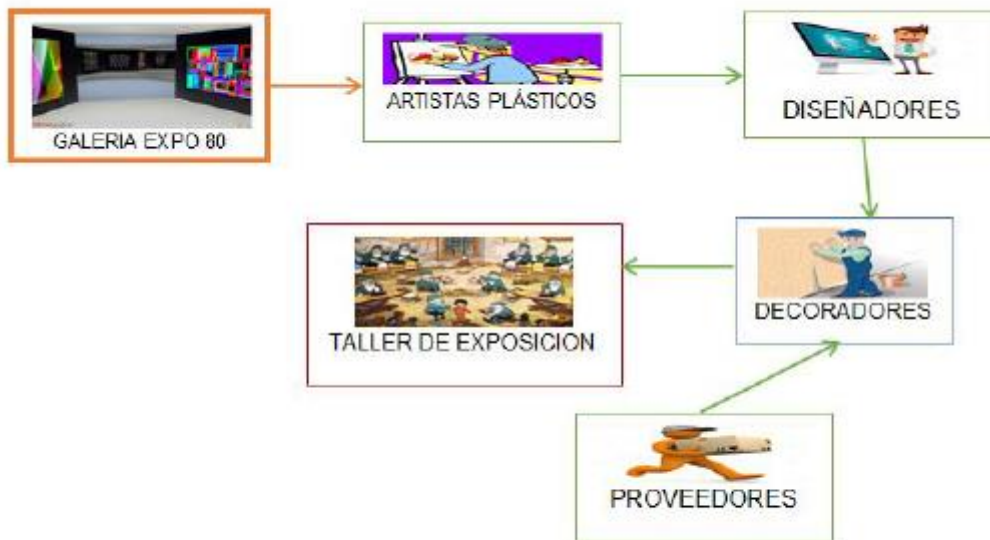 GALERIA EXPO 80
ARTISTAS PLÁSTICOS
DISEÑADORES
DECORADORES
TALLER DE EXPOSICION
PROVEEDORES